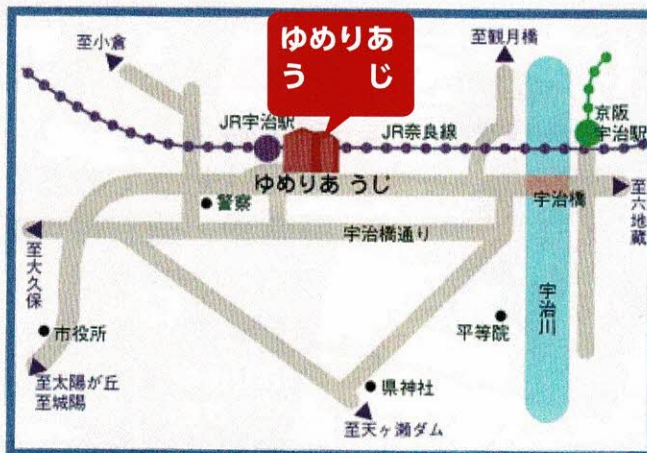 至小倉
ゆめりあ
うじ
至観月橋
京阪
宇治駅
JR宇治駅
JR奈良線
ゆめりあ うじ
警察
宇治橋
至六地蔵
宇治橋通り
至大久保
宇治川
市役所
平等院
至太陽が丘
至城陽
県神社
至天ヶ瀬ダム